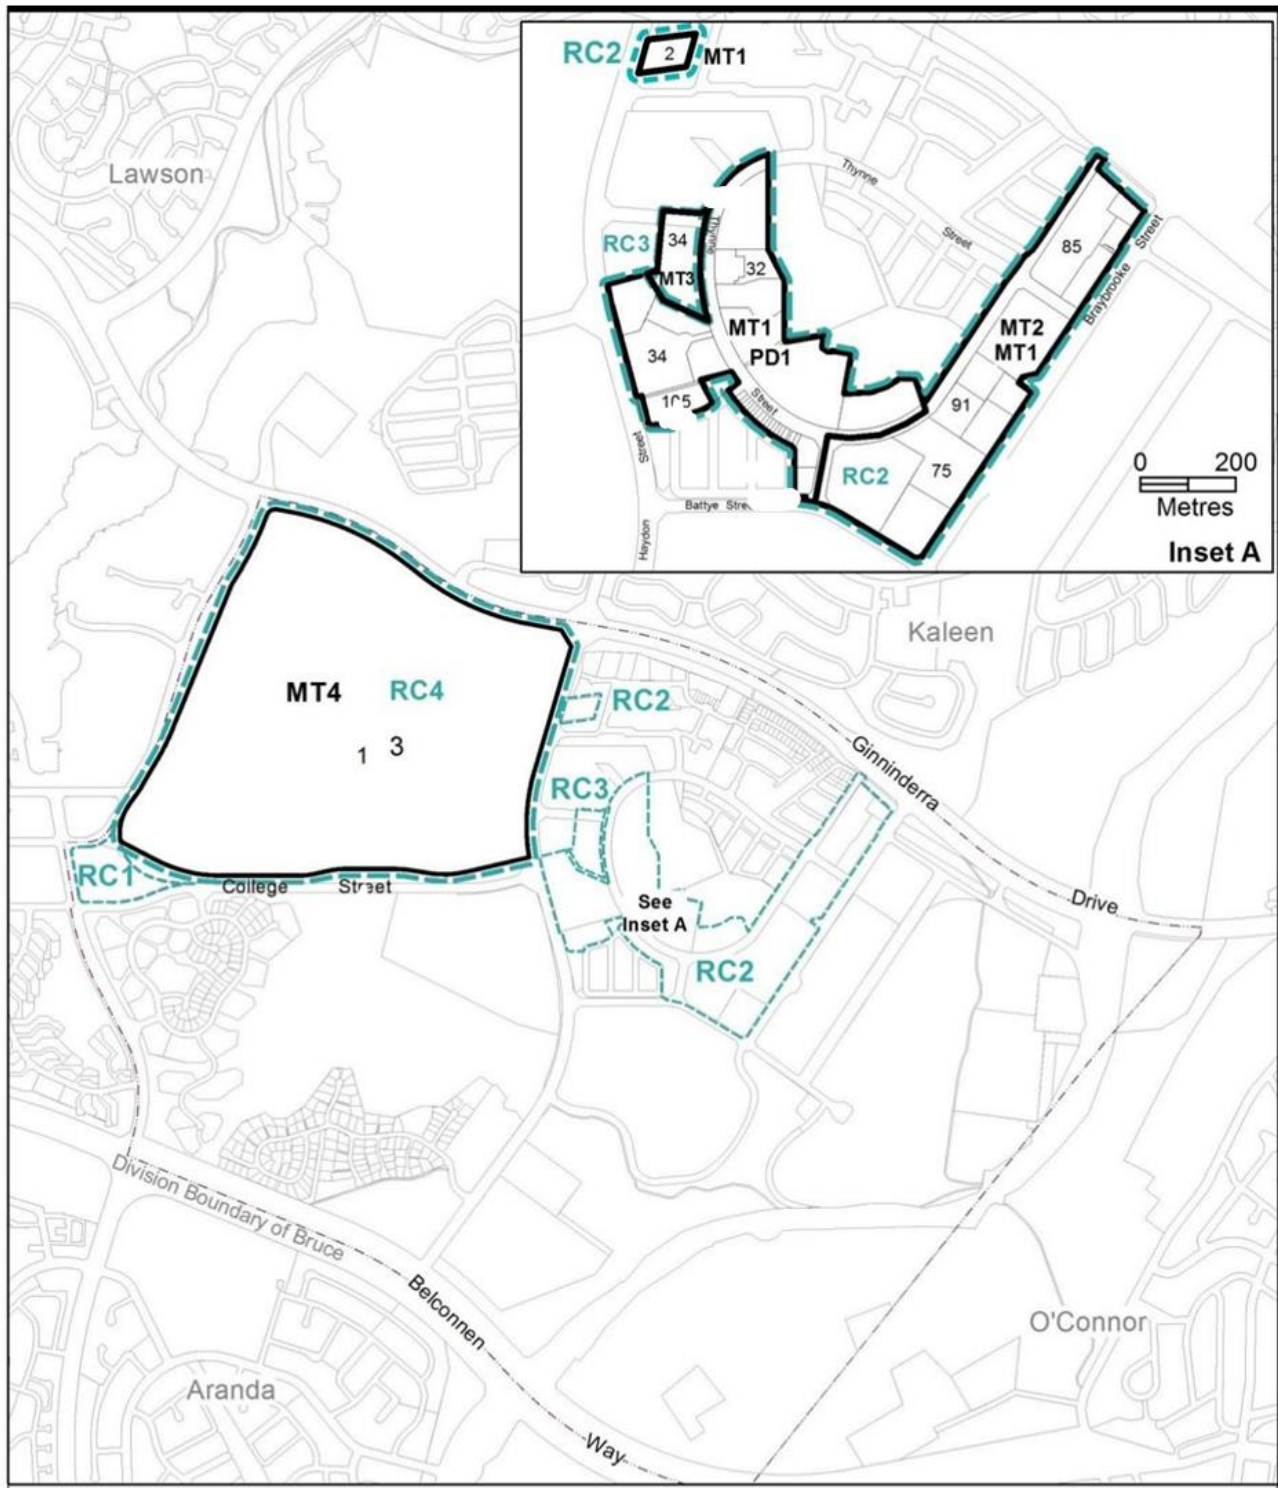 RC2
2
MT1
Lawson
Thynne
Street
RC3
34
Thynne
MT3
32
85
Street
Braybrooke
MT1
PD1
MT2
MT1
34
105
Street
91
Street
RC2
75
Battye Stre
Haydon
0 200
Metres
Inset A
Kaleen
MT4 RC4
1 3
RC2
RC3
Ginninderra
RC1
College Street
See
Inset A
Drive
RC2
Division Boundary of Bruce
Belconnen
O'Connor
Aranda
Way